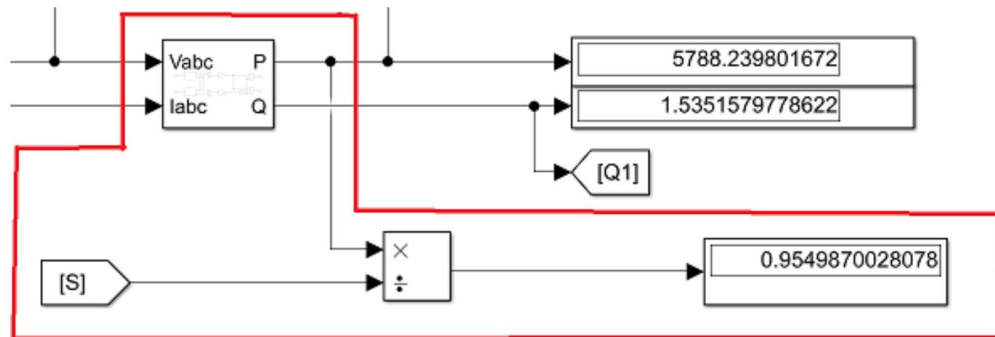 Vabc P
Iabc Q
5788.239801672
1.5351579778622
[Q1]
×
÷
[S]
0.9549870028078